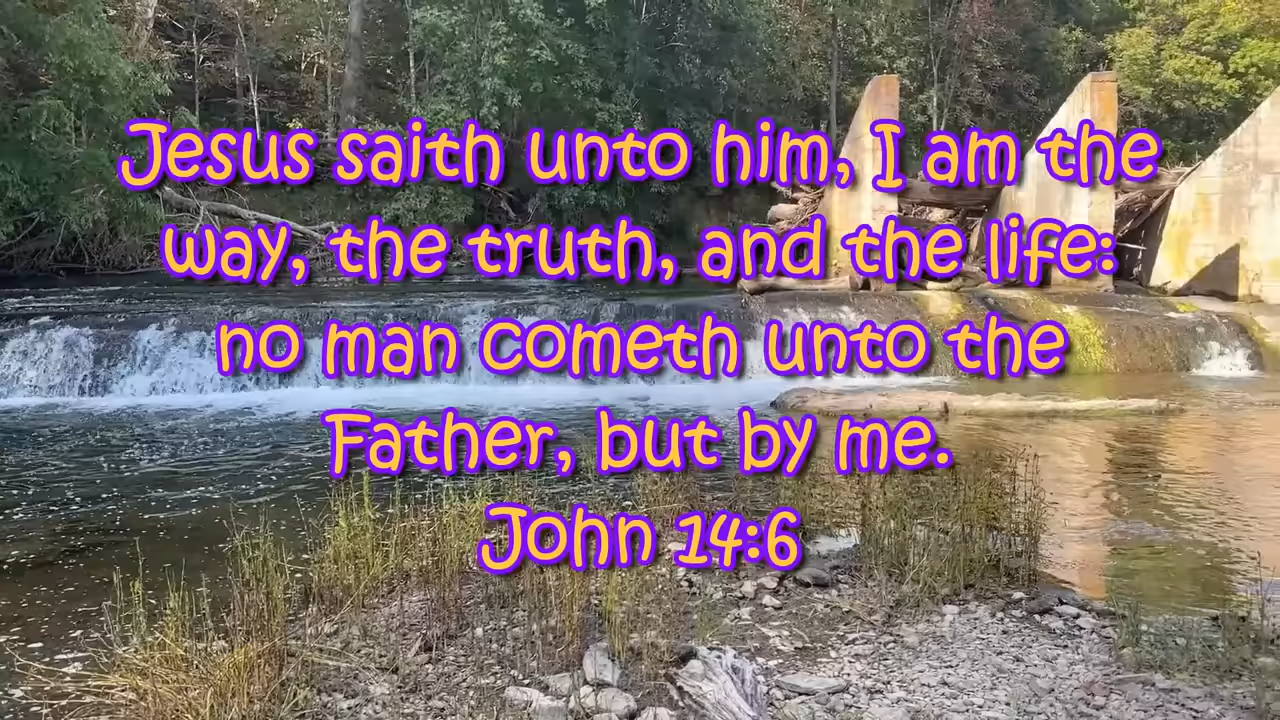 Jesus saith unto him, I am the
way, the truth, and the life:
no man cometh unto the
Father, but by me.
John 14:6